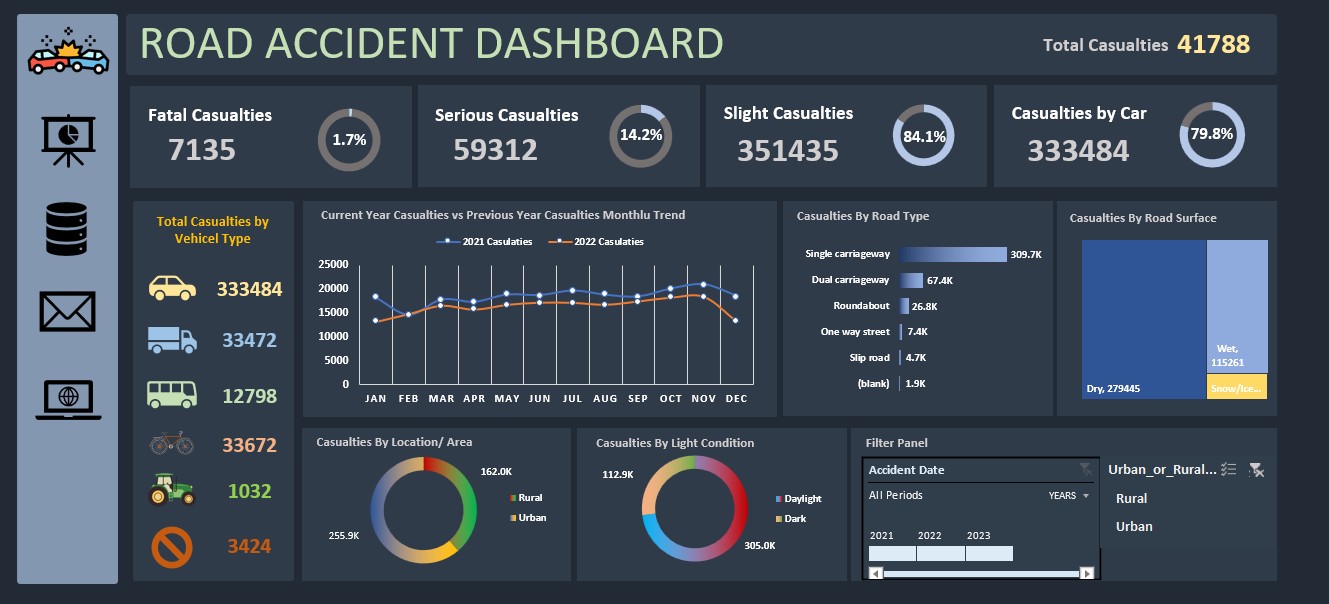 ROAD ACCIDENT DASHBOARD
Total Casualties 41788
Fatal Casualties
7135
1.7%
Serious Casualties
59312
14.2%
Slight Casualties
351435
84.1%
Casualties by Car
333484
79.8%
Total Casualties by
Vehicel Type
333484
33472
12798
33672
1032
3424
Current Year Casualties vs Previous Year Casualties Monthlu Trend
2021 Casulaties
2022 Casulaties
25000
20000
15000
10000
5000
0
JAN FEB MAR APR MAY JUN JUL AUG SEP OCT NOV DEC
Casualties By Road Type
Single carriageway 309.7K
Dual carriageway 67.4K
Roundabout 26.8K
One way street 7.4K
Slip road 4.7K
(blank) 1.9K
Casualties By Road Surface
Dry, 279445
Wet,
115261
Snow/Ice...
Casualties By Location/ Area
162.0K
255.9K
Rural
Urban
Casualties By Light Condition
112.9K
305.0K
Daylight
Dark
Filter Panel
Accident Date
All Periods YEARS
2021 2022 2023
Urban_or_Rural...
Rural
Urban